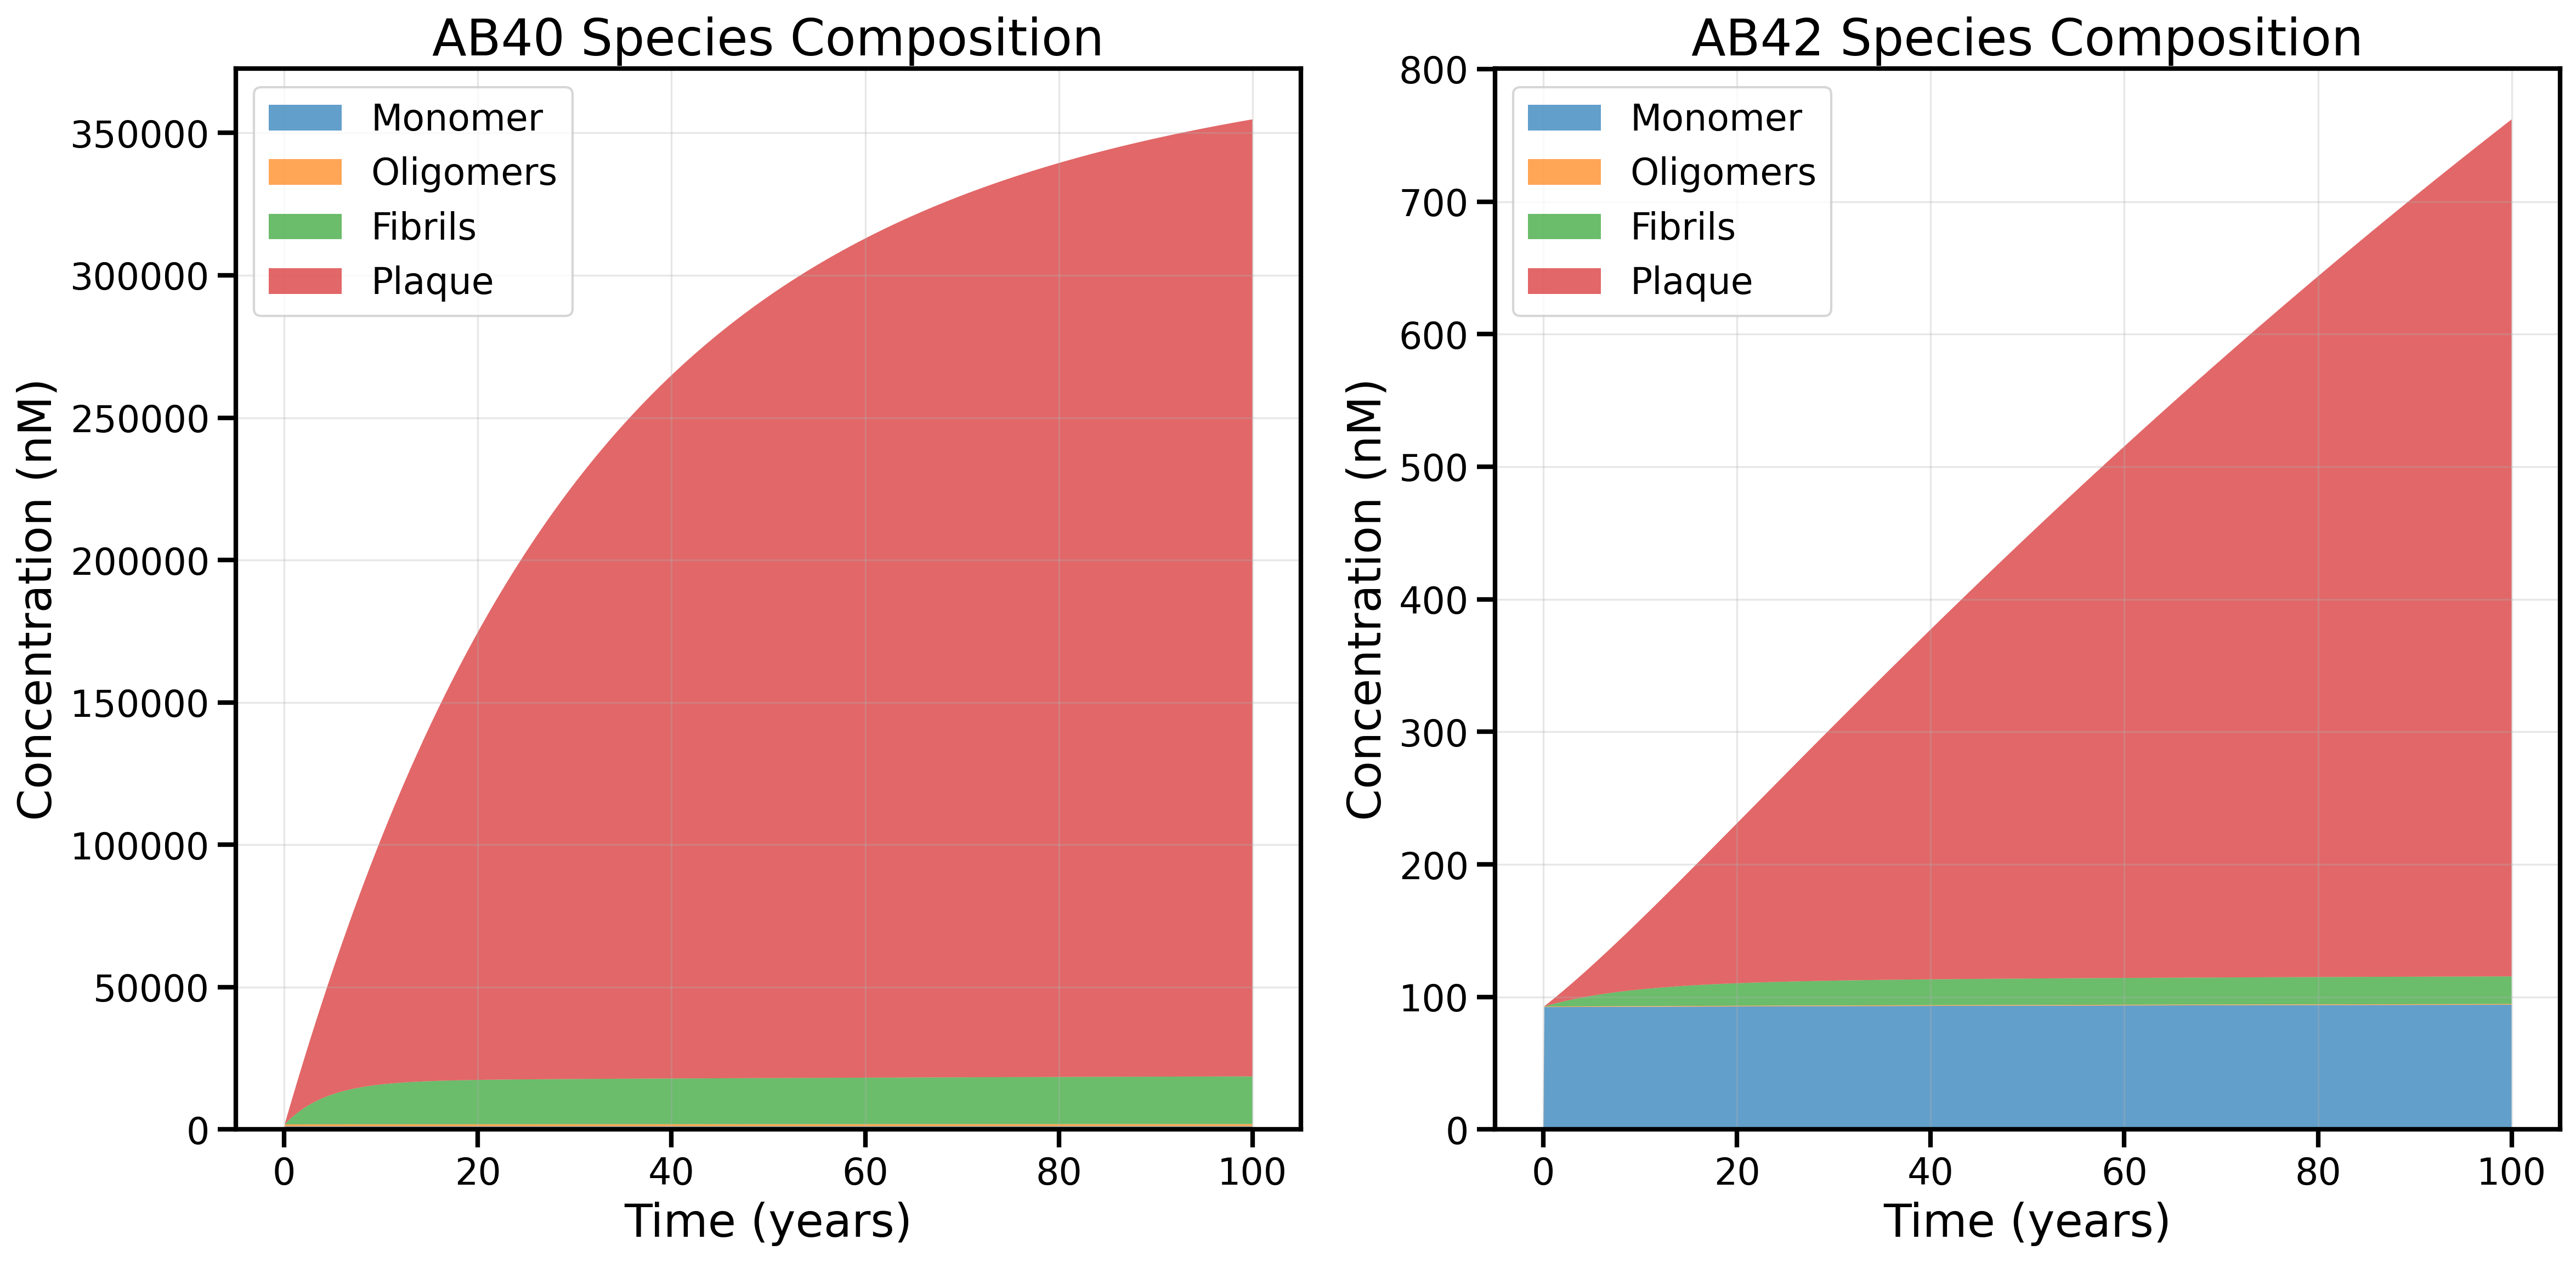 AB40 Species Composition
Monomer
Oligomers
Fibrils
Plaque
350000
300000
250000
200000
150000
100000
50000
0
Concentration (nM)
0 20 40 60 80 100
Time (years)
AB42 Species Composition
Monomer
Oligomers
Fibrils
Plaque
800
700
600
500
400
300
200
100
0
Concentration (nM)
0 20 40 60 80 100
Time (years)